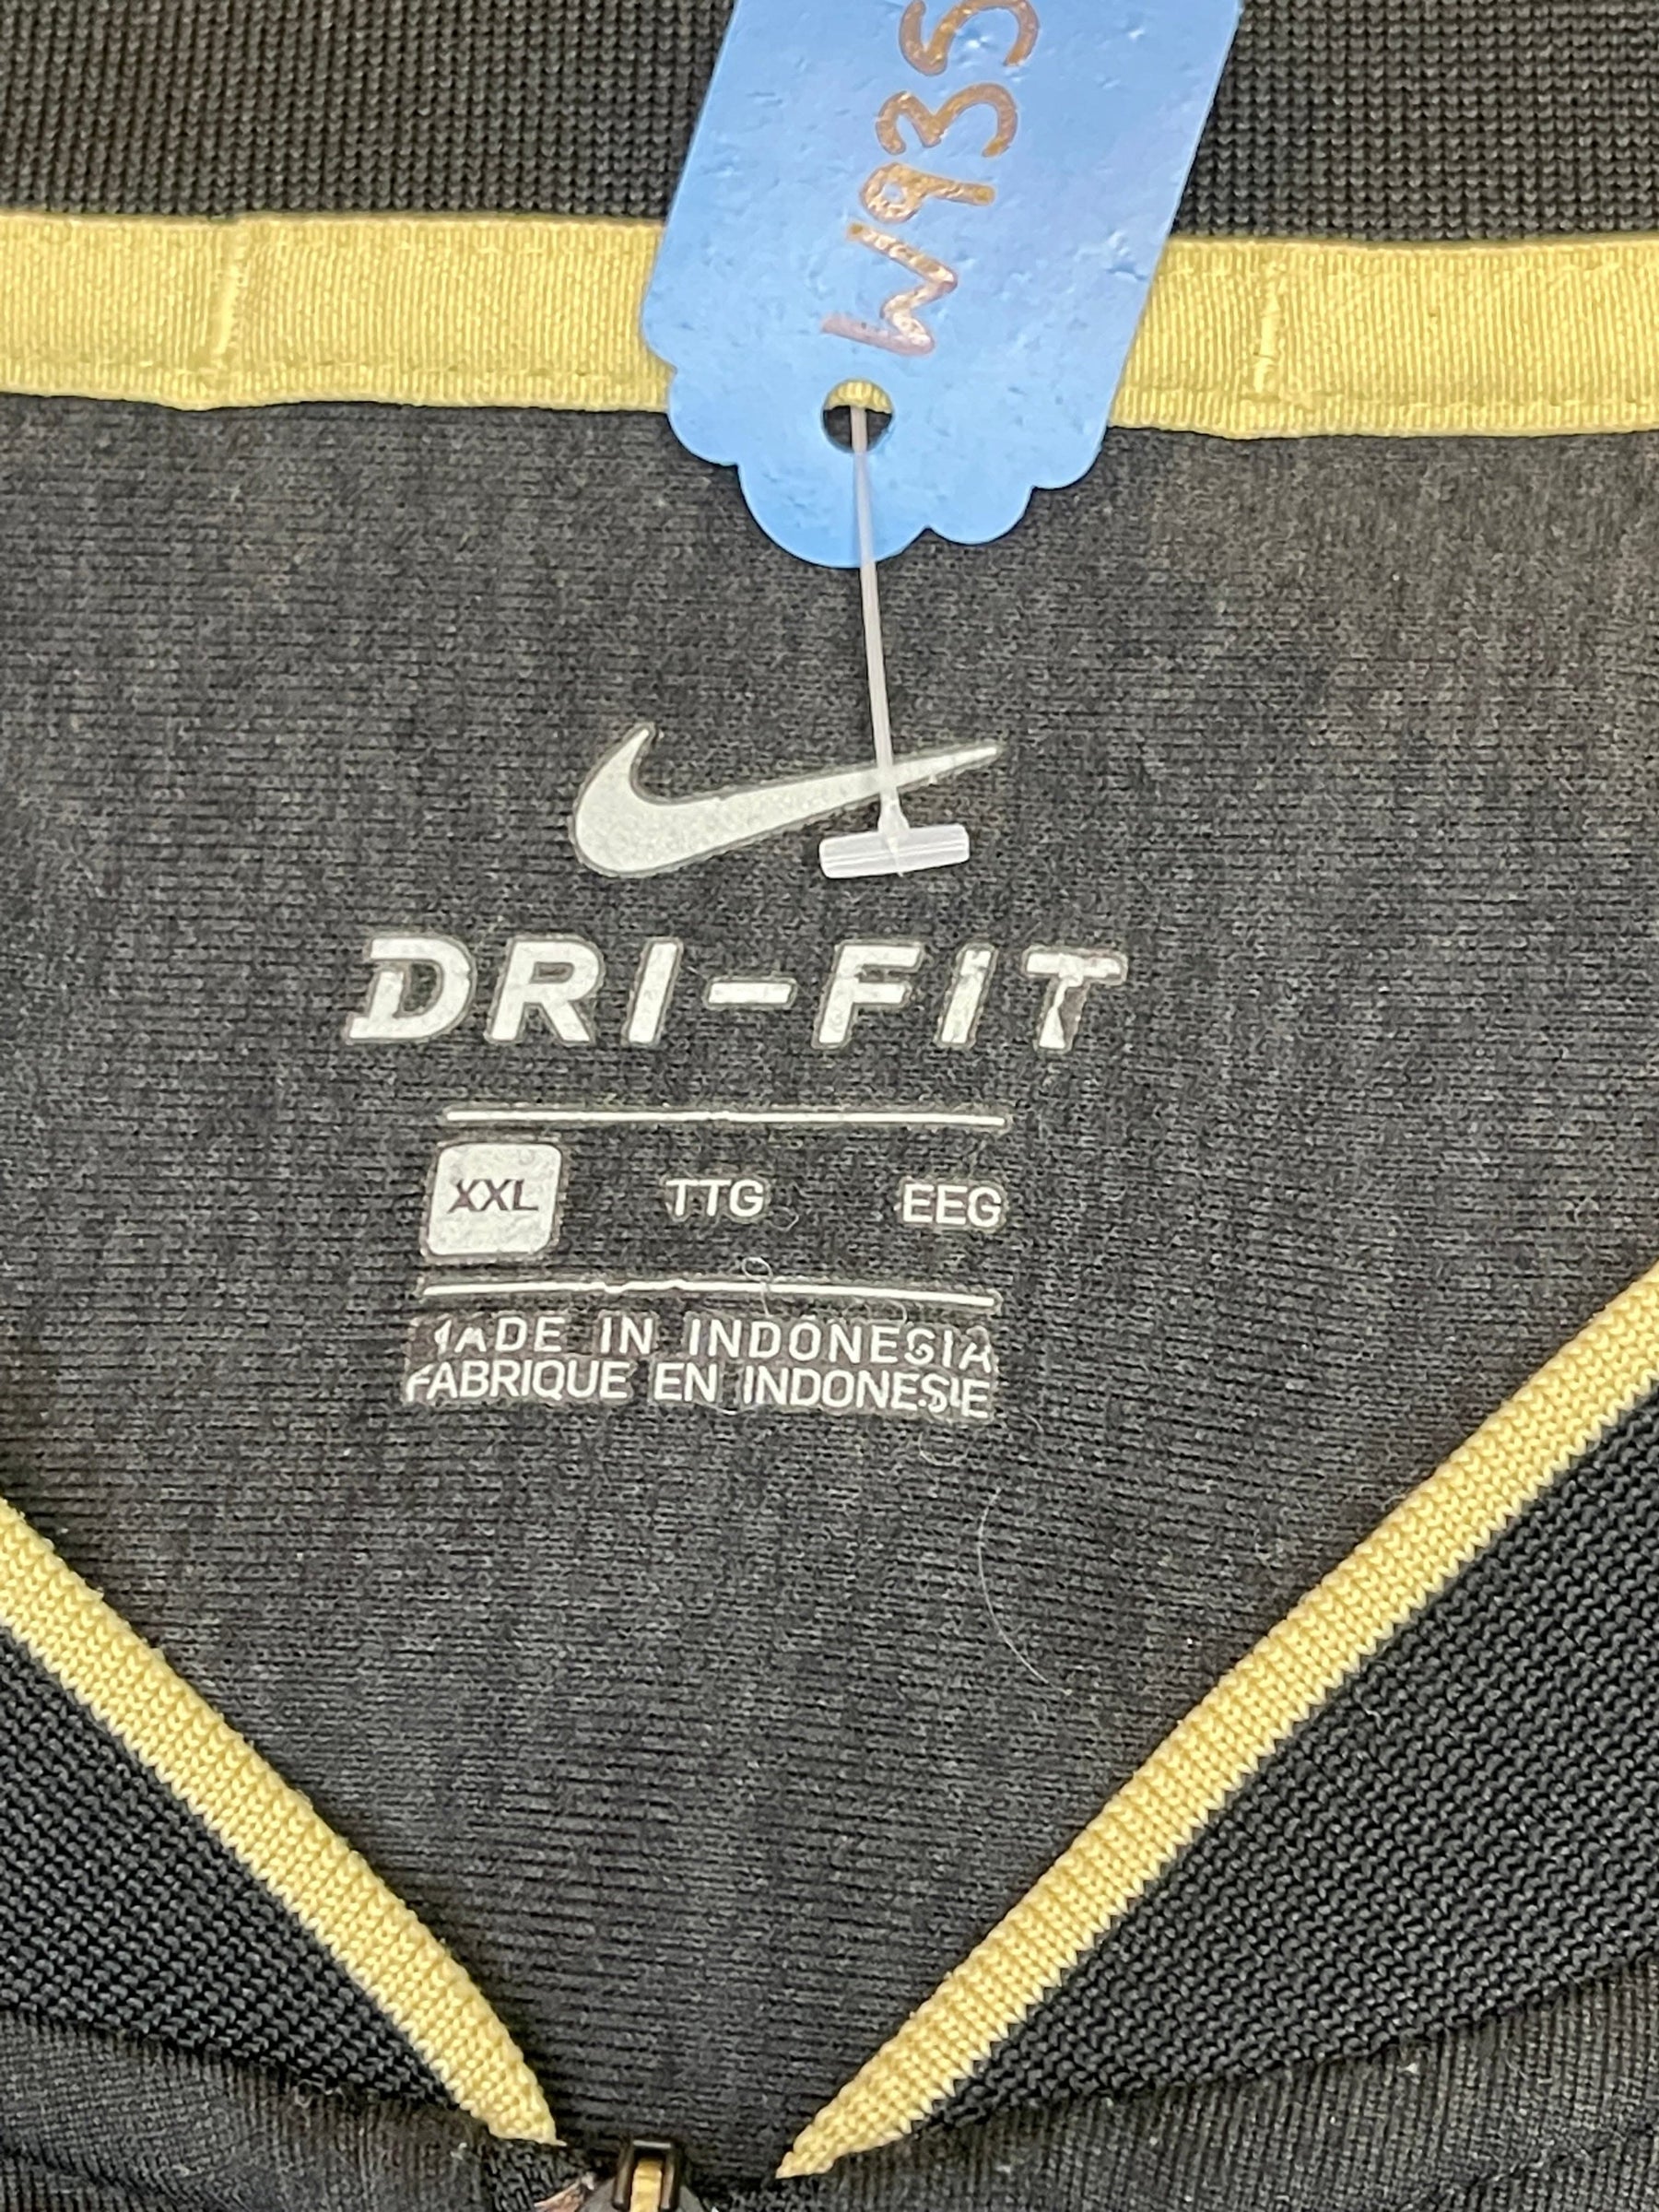 W935
DRI-FIT
XXL TTG EEG
MADE IN INDONESIA
FABRIQUE EN INDONESIE